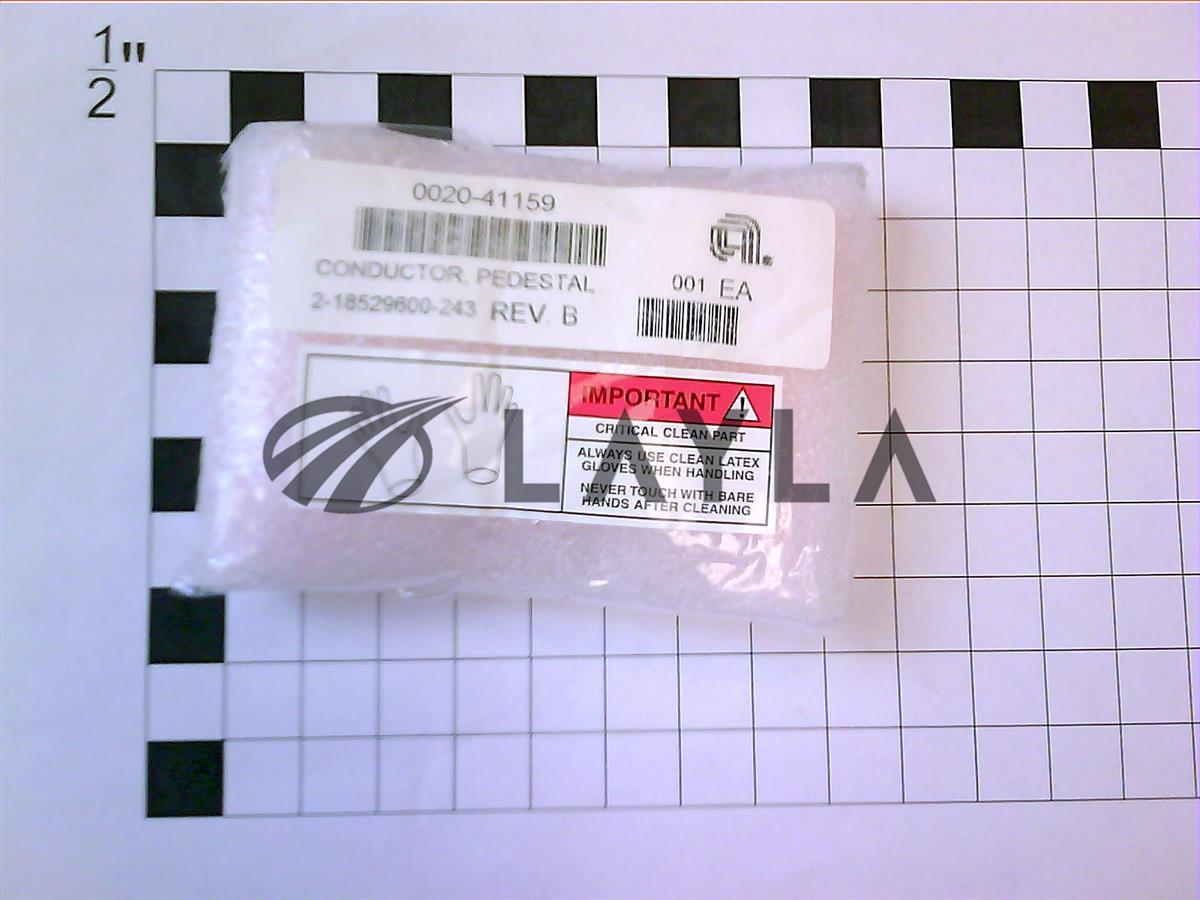 1/2"
0020-41159
CONDUCTOR, PEDESTAL
001 EA
2-18529600-243 REV. B
IMPORTANT
CRITICAL CLEAN PART
ALWAYS USE CLEAN LATEX
GLOVES WHEN HANDLING
NEVER TOUCH WITH BARE
HANDS AFTER CLEANING
LAYLA